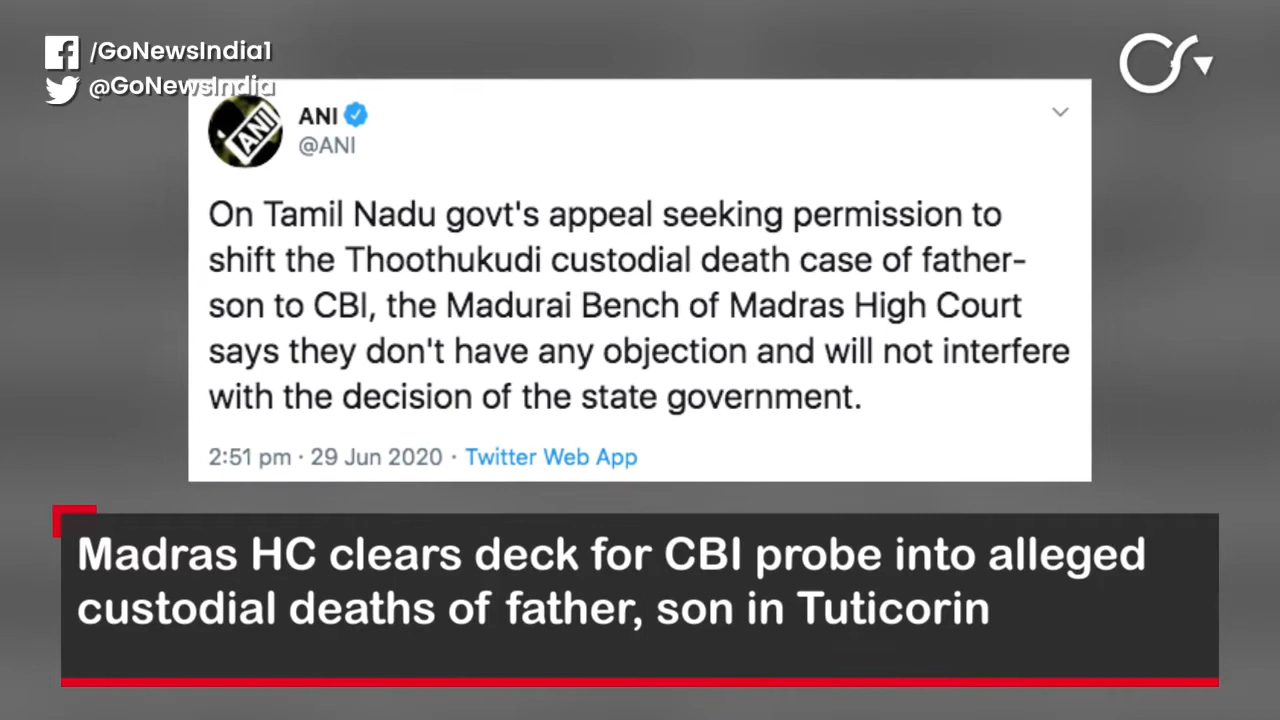 /GoNewsIndia1
@GoNewsIndia
ANI
ANI
@ANI
On Tamil Nadu govt's appeal seeking permission to
shift the Thoothukudi custodial death case of father-
son to CBI, the Madurai Bench of Madras High Court
says they don't have any objection and will not interfere
with the decision of the state government.
2:51 pm · 29 Jun 2020 · Twitter Web App
Madras HC clears deck for CBI probe into alleged
custodial deaths of father, son in Tuticorin